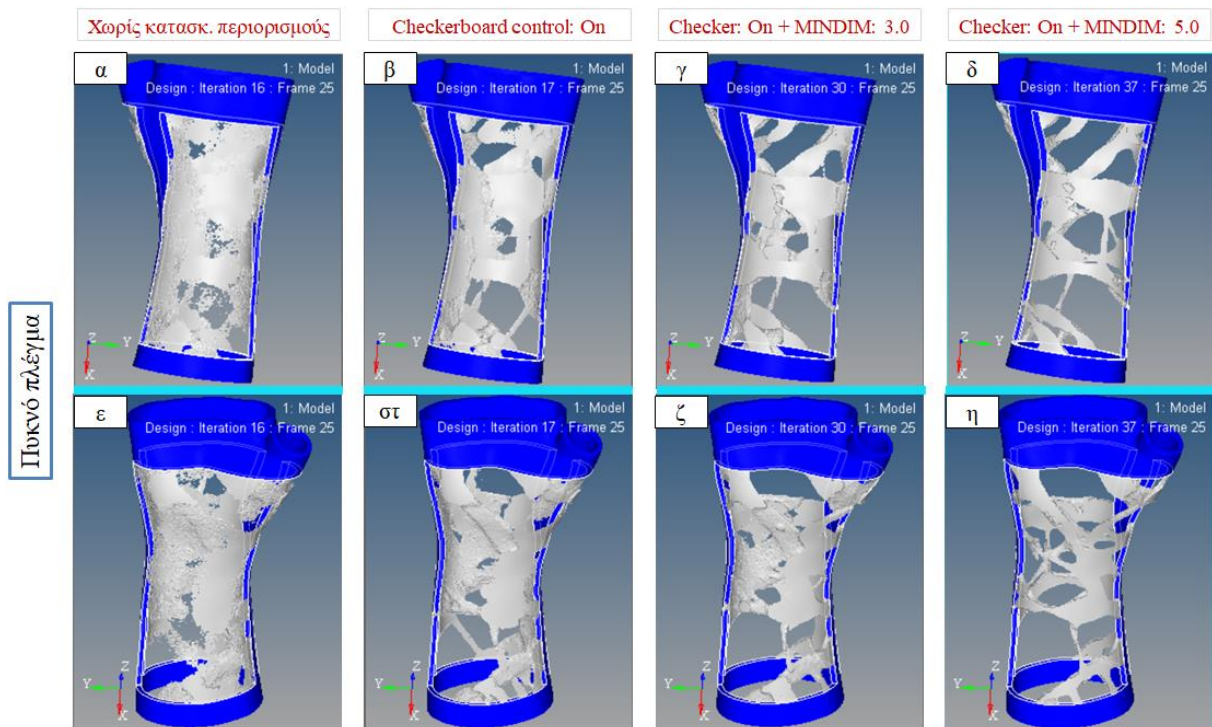 Χωρίς κατασκ. περιορισμούς
Checkerboard control: On
Checker: On + MINDIM: 3.0
Checker: On + MINDIM: 5.0
α
1: Model
Design : Iteration 16 : Frame 25
Z
Y
X
β
1: Model
Design : Iteration 17 : Frame 25
Z
Y
X
γ
1: Model
Design : Iteration 30 : Frame 25
Z
Y
X
δ
1: Model
Design : Iteration 37 : Frame 25
Z
Y
X
Πυκνό πλέγμα
ε
1: Model
Design : Iteration 16 : Frame 25
Z
Y
X
στ
1: Model
Design : Iteration 17 : Frame 25
Z
Y
X
ζ
1: Model
Design : Iteration 30 : Frame 25
Z
Y
X
η
1: Model
Design : Iteration 37 : Frame 25
Z
Y
X